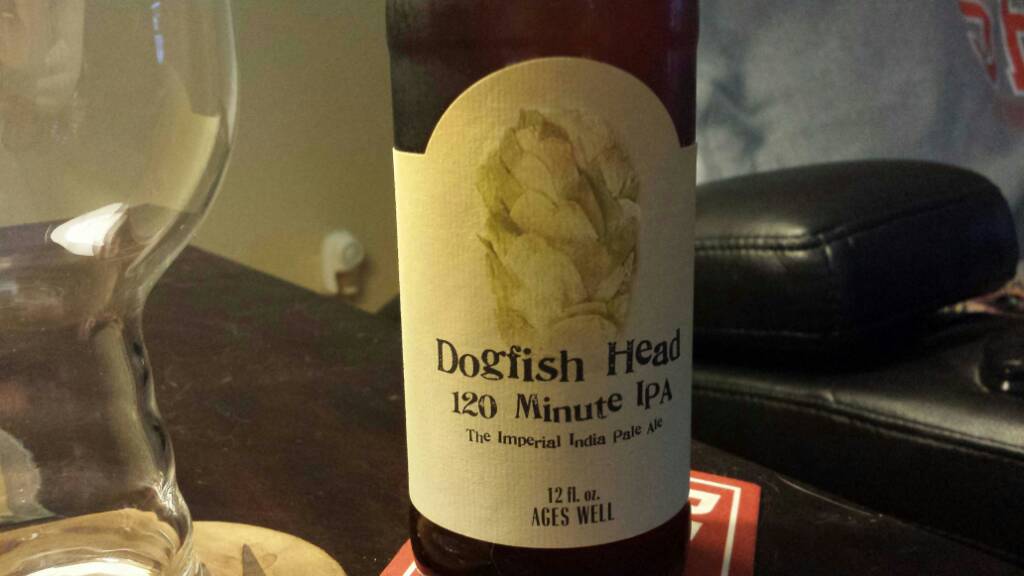 Dogfish Head
120 Minute IPA
The Imperial India Pale Ale
12 fl. oz.
AGES WELL